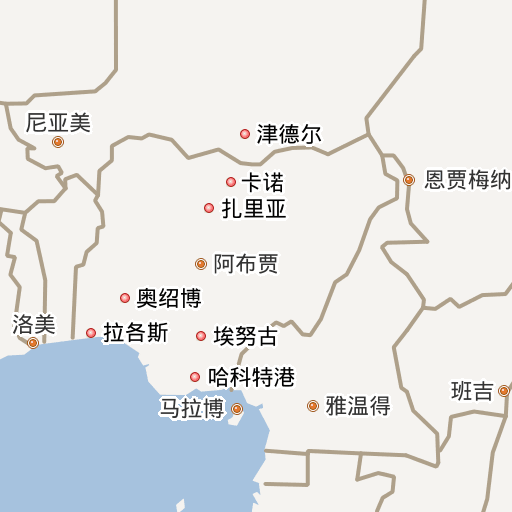 尼亚美
津德尔
卡诺
恩贾梅纳
扎里亚
阿布贾
奥绍博
洛美
拉各斯
埃努古
哈科特港
班吉
马拉博
雅温得